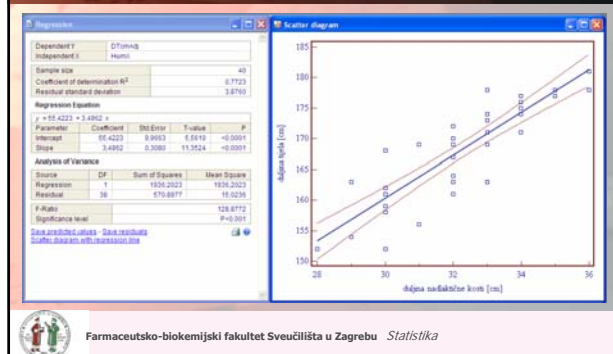 Regression
Dependent Y DTcmAdj
Independent X HumX
Sample size 40
Coefficient of determination R² 0.7723
Residual standard deviation 3.8760
Regression Equation
y = 55.4223 + 3.4962 x
Parameter Coefficient Std.Error T-value P
Intercept 55.4223 <0.0001
Slope 3.4962 0.3080 11.3524 <0.0001
Analysis of Variance
Source DF Sum of Squares Mean Square
Regression 1 1936.2023 1936.2023
Residual 38 570.8977 15.0236
F-Ratio 128.8772
Significance level P<0.001
Save predicted values - Save residuals
Scatter diagram with regression line
Scatter diagram
185
180
175
170
165
160
155
150
duljina tijela [cm]
28 30 32 34 36
duljina nadlaktične kosti [cm]
Farmaceutsko-biokemijski fakultet Sveučilišta u Zagrebu Statistika